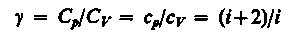 γ = C_p/C_V = c_p/c_V = (i+2)/i